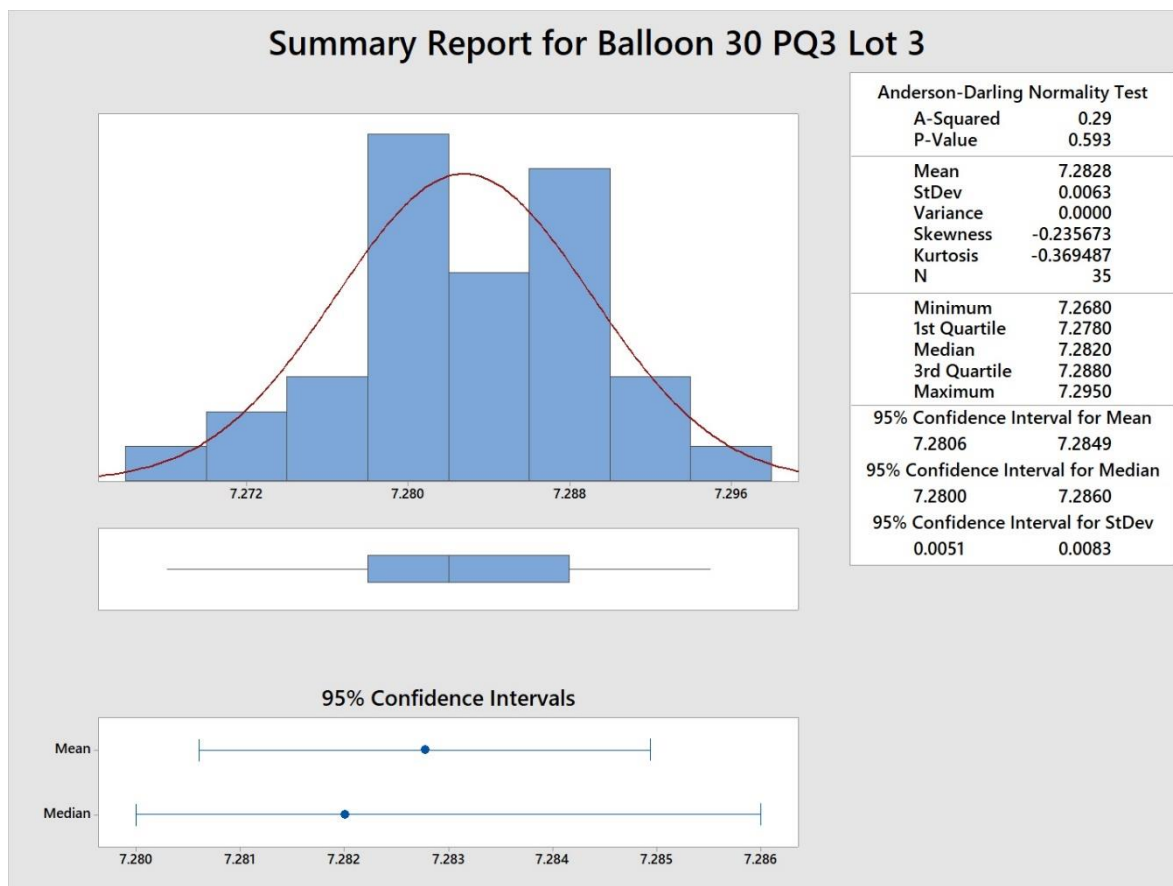 Summary Report for Balloon 30 PQ3 Lot 3
Anderson-Darling Normality Test
A-Squared 0.29
P-Value 0.593
Mean 7.2828
StDev 0.0063
Variance 0.0000
Skewness -0.235673
Kurtosis -0.369487
N 35
Minimum 7.2680
1st Quartile 7.2780
Median 7.2820
3rd Quartile 7.2880
Maximum 7.2950
95% Confidence Interval for Mean
7.2806 7.2849
95% Confidence Interval for Median
7.2800 7.2860
95% Confidence Interval for StDev
0.0051 0.0083
7.272 7.280 7.288 7.296
95% Confidence Intervals
Mean
Median
7.280 7.281 7.282 7.283 7.284 7.285 7.286